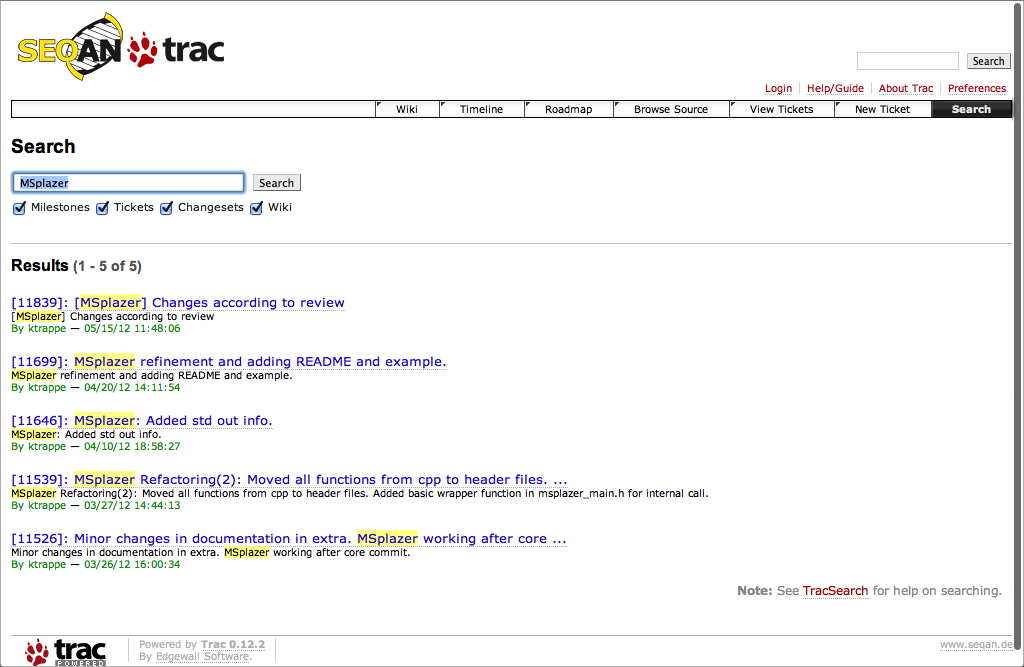 SEQAN trac
Search
Login Help/Guide About Trac Preferences
Wiki Timeline Roadmap Browse Source View Tickets New Ticket Search
Search
MSplazer Search
Milestones Tickets Changesets Wiki
Results (1 - 5 of 5)
[11839]: [MSplazer] Changes according to review
[MSplazer] Changes according to review
By ktrappe — 05/15/12 11:48:06
[11699]: MSplazer refinement and adding README and example.
MSplazer refinement and adding README and example.
By ktrappe — 04/20/12 14:11:54
[11646]: MSplazer: Added std out info.
MSplazer: Added std out info.
By ktrappe — 04/10/12 18:58:27
[11539]: MSplazer Refactoring(2): Moved all functions from cpp to header files. ...
MSplazer Refactoring(2): Moved all functions from cpp to header files. Added basic wrapper function in msplazer_main.h for internal call.
By ktrappe — 03/27/12 14:44:13
[11526]: Minor changes in documentation in extra. MSplazer working after core ...
Minor changes in documentation in extra. MSplazer working after core commit.
By ktrappe — 03/26/12 16:00:34
Note: See TracSearch for help on searching.
trac
POWERED
Powered by Trac 0.12.2
By Edgewall Software.
www.seqan.de